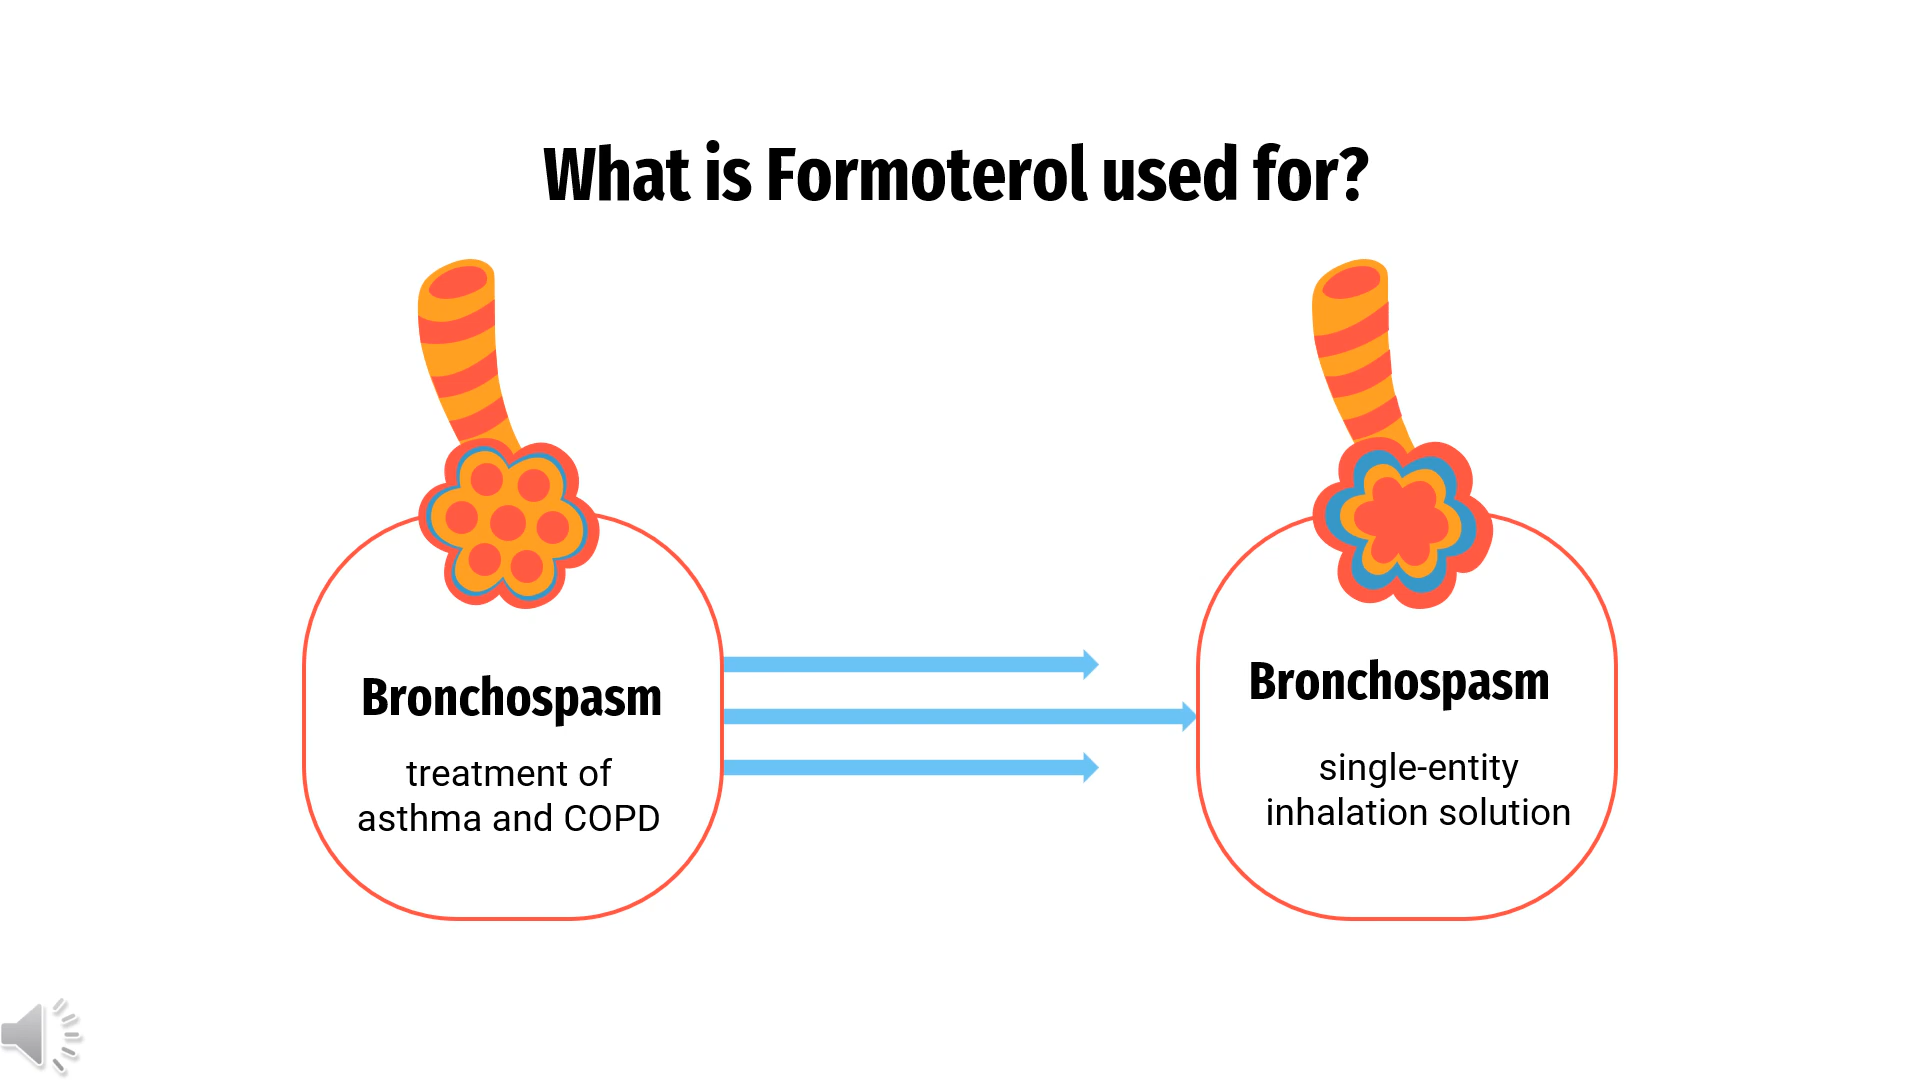 What is Formoterol used for?
Bronchospasm
treatment of
asthma and COPD
Bronchospasm
single-entity
inhalation solution